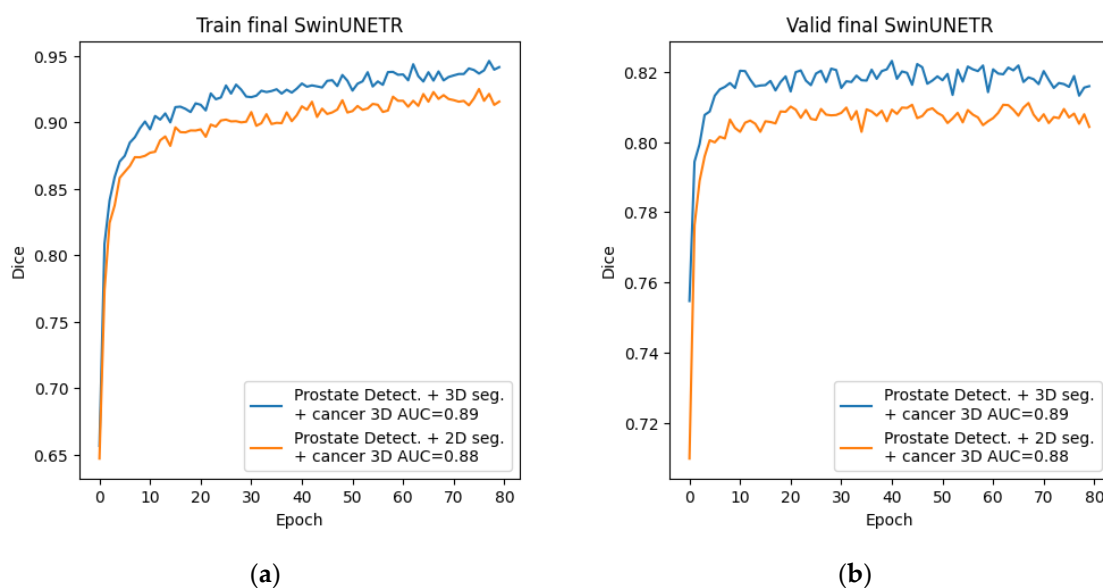 Train final SwinUNETR
0.95
0.90
0.85
0.80
0.75
0.70
0.65
Dice
0 10 20 30 40 50 60 70 80
Epoch
Prostate Detect. + 3D seg.
+ cancer 3D AUC=0.89
Prostate Detect. + 2D seg.
+ cancer 3D AUC=0.88
(a)
Valid final SwinUNETR
0.82
0.80
0.78
0.76
0.74
0.72
Dice
0 10 20 30 40 50 60 70 80
Epoch
Prostate Detect. + 3D seg.
+ cancer 3D AUC=0.89
Prostate Detect. + 2D seg.
+ cancer 3D AUC=0.88
(b)